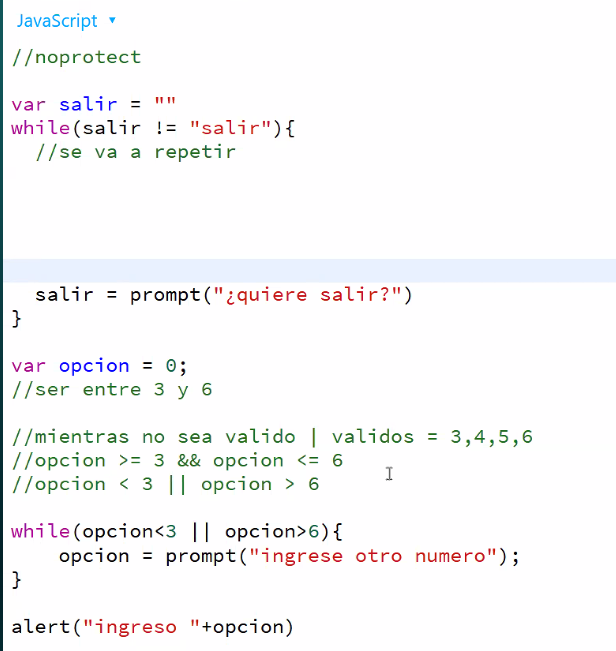 JavaScript
//noprotect
var salir = ""
while(salir != "salir"){
//se va a repetir
salir = prompt("¿quiere salir?")
}
var opcion = 0;
//ser entre 3 y 6
//mientras no sea valido | validos = 3,4,5,6
//opcion >= 3 && opcion <= 6
//opcion < 3 || opcion > 6
while(opcion<3 || opcion>6){
opcion = prompt("ingrese otro numero");
}
alert("ingreso "+opcion)